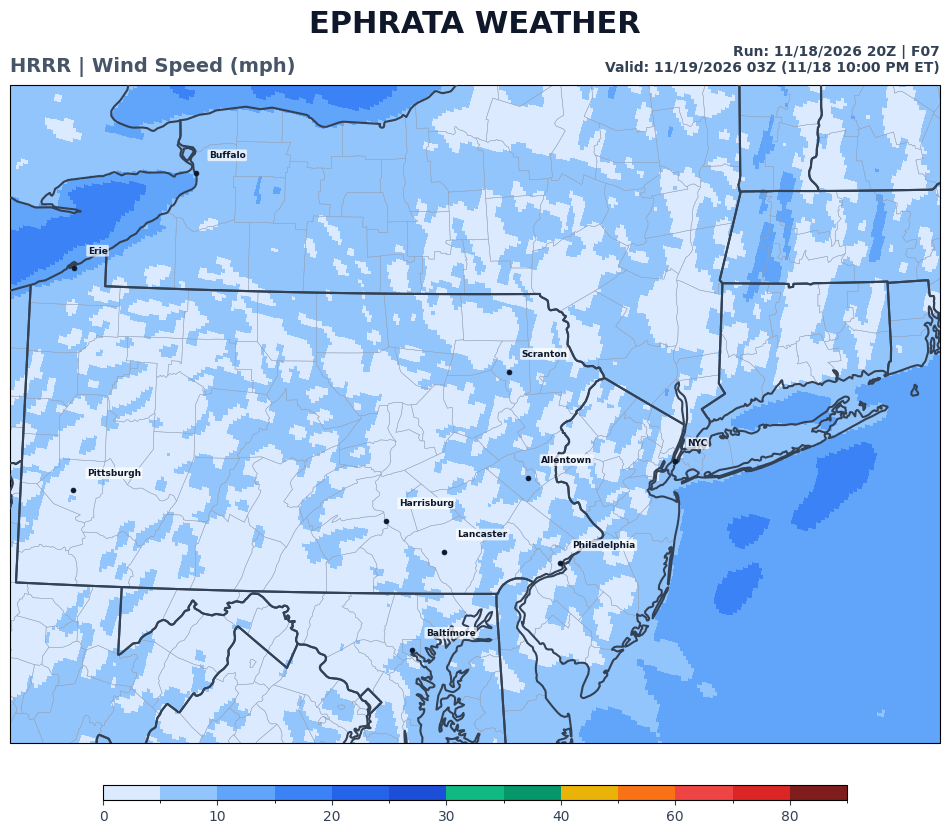 EPHRATA WEATHER
HRRR | Wind Speed (mph)
Run: 11/18/2026 20Z | F07
Valid: 11/19/2026 03Z (11/18 10:00 PM ET)
Buffalo
Erie
Scranton
NYC
Allentown
Pittsburgh
Harrisburg
Lancaster
Philadelphia
Baltimore
0 10 20 30 40 50 60 70 80